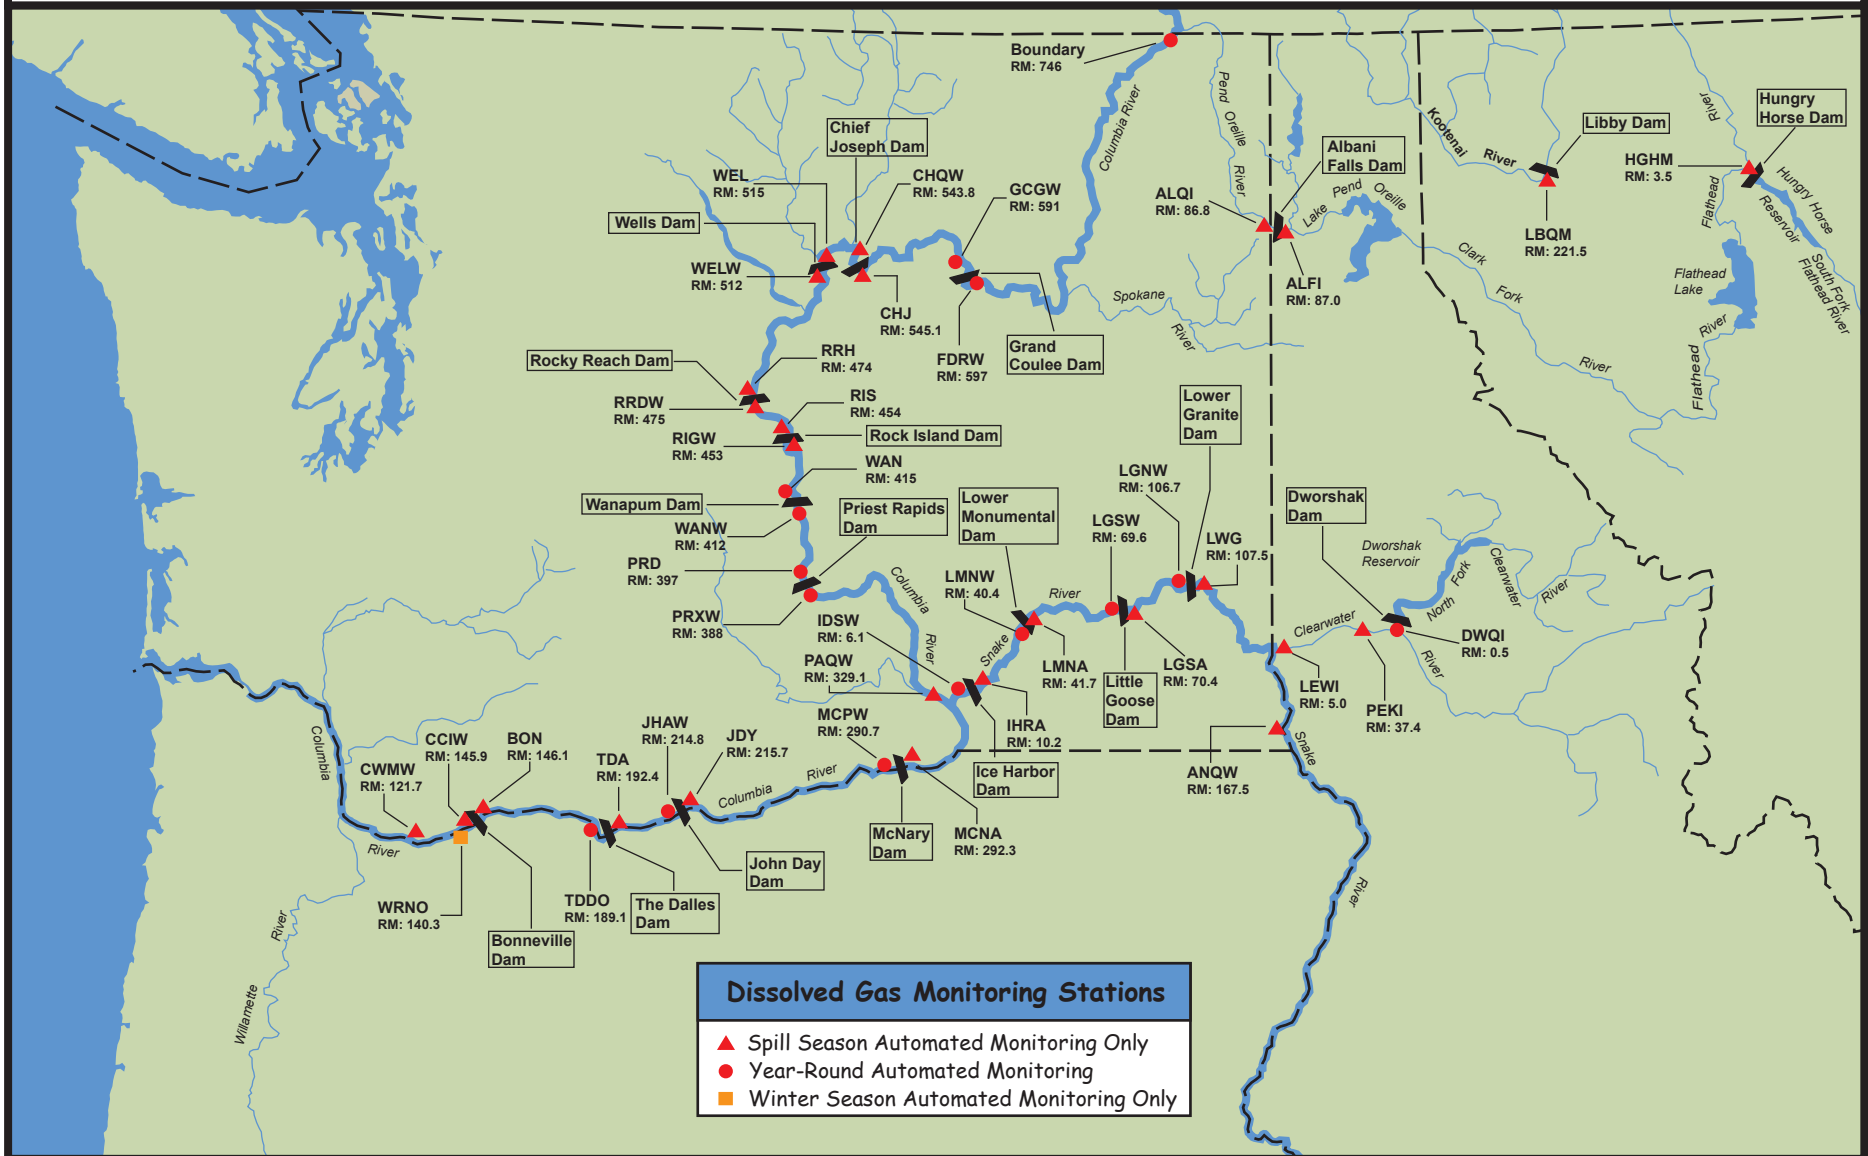 Boundary
RM: 746
Columbia River
Pend
Oreille
River
Chief
Joseph Dam
WEL
RM: 515
CHQW
RM: 543.8
GCGW
RM: 591
Wells Dam
WELW
RM: 512
CHJ
RM: 545.1
FDRW
RM: 597
Grand
Coulee Dam
Spokane
River
ALQI
RM: 86.8
Albani
Falls Dam
ALFI
RM: 87.0
Lake
Pend
Oreille
Kootenai
River
Libby Dam
LBQM
RM: 221.5
River
Hungry
Horse Dam
HGHM
RM: 3.5
Hungry Horse
Reservoir
Flathead
South Fork
Flathead River
Flathead
Lake
River
Flathead
Clark
Fork
River
Rocky Reach Dam
RRH
RM: 474
RRDW
RM: 475
RIS
RM: 454
Rock Island Dam
RIGW
RM: 453
WAN
RM: 415
Wanapum Dam
WANW
RM: 412
Priest Rapids
Dam
PRD
RM: 397
PRXW
RM: 388
Columbia
River
Lower
Monumental
Dam
LMNW
RM: 40.4
River
Snake
LMNA
RM: 41.7
LGNW
RM: 106.7
LGSW
RM: 69.6
Lower
Granite
Dam
LWG
RM: 107.5
LGSA
RM: 70.4
Little
Goose
Dam
Dworshak
Dam
Dworshak
Reservoir
North
Fork
Clearwater
River
Clearwater
River
DWQI
RM: 0.5
LEWI
RM: 5.0
PEKI
RM: 37.4
ANQW
RM: 167.5
Snake
River
IDSW
RM: 6.1
PAQW
RM: 329.1
IHRA
RM: 10.2
Ice Harbor
Dam
MCPW
RM: 290.7
McNary
Dam
MCNA
RM: 292.3
JHAW
RM: 214.8
JDY
RM: 215.7
Columbia
River
John Day
Dam
TDA
RM: 192.4
TDDO
RM: 189.1
The Dalles
Dam
CCIW
RM: 145.9
BON
RM: 146.1
CWMW
RM: 121.7
WRNO
RM: 140.3
Bonneville
Dam
Columbia
River
River
Willamette
Dissolved Gas Monitoring Stations
Spill Season Automated Monitoring Only
Year-Round Automated Monitoring
Winter Season Automated Monitoring Only